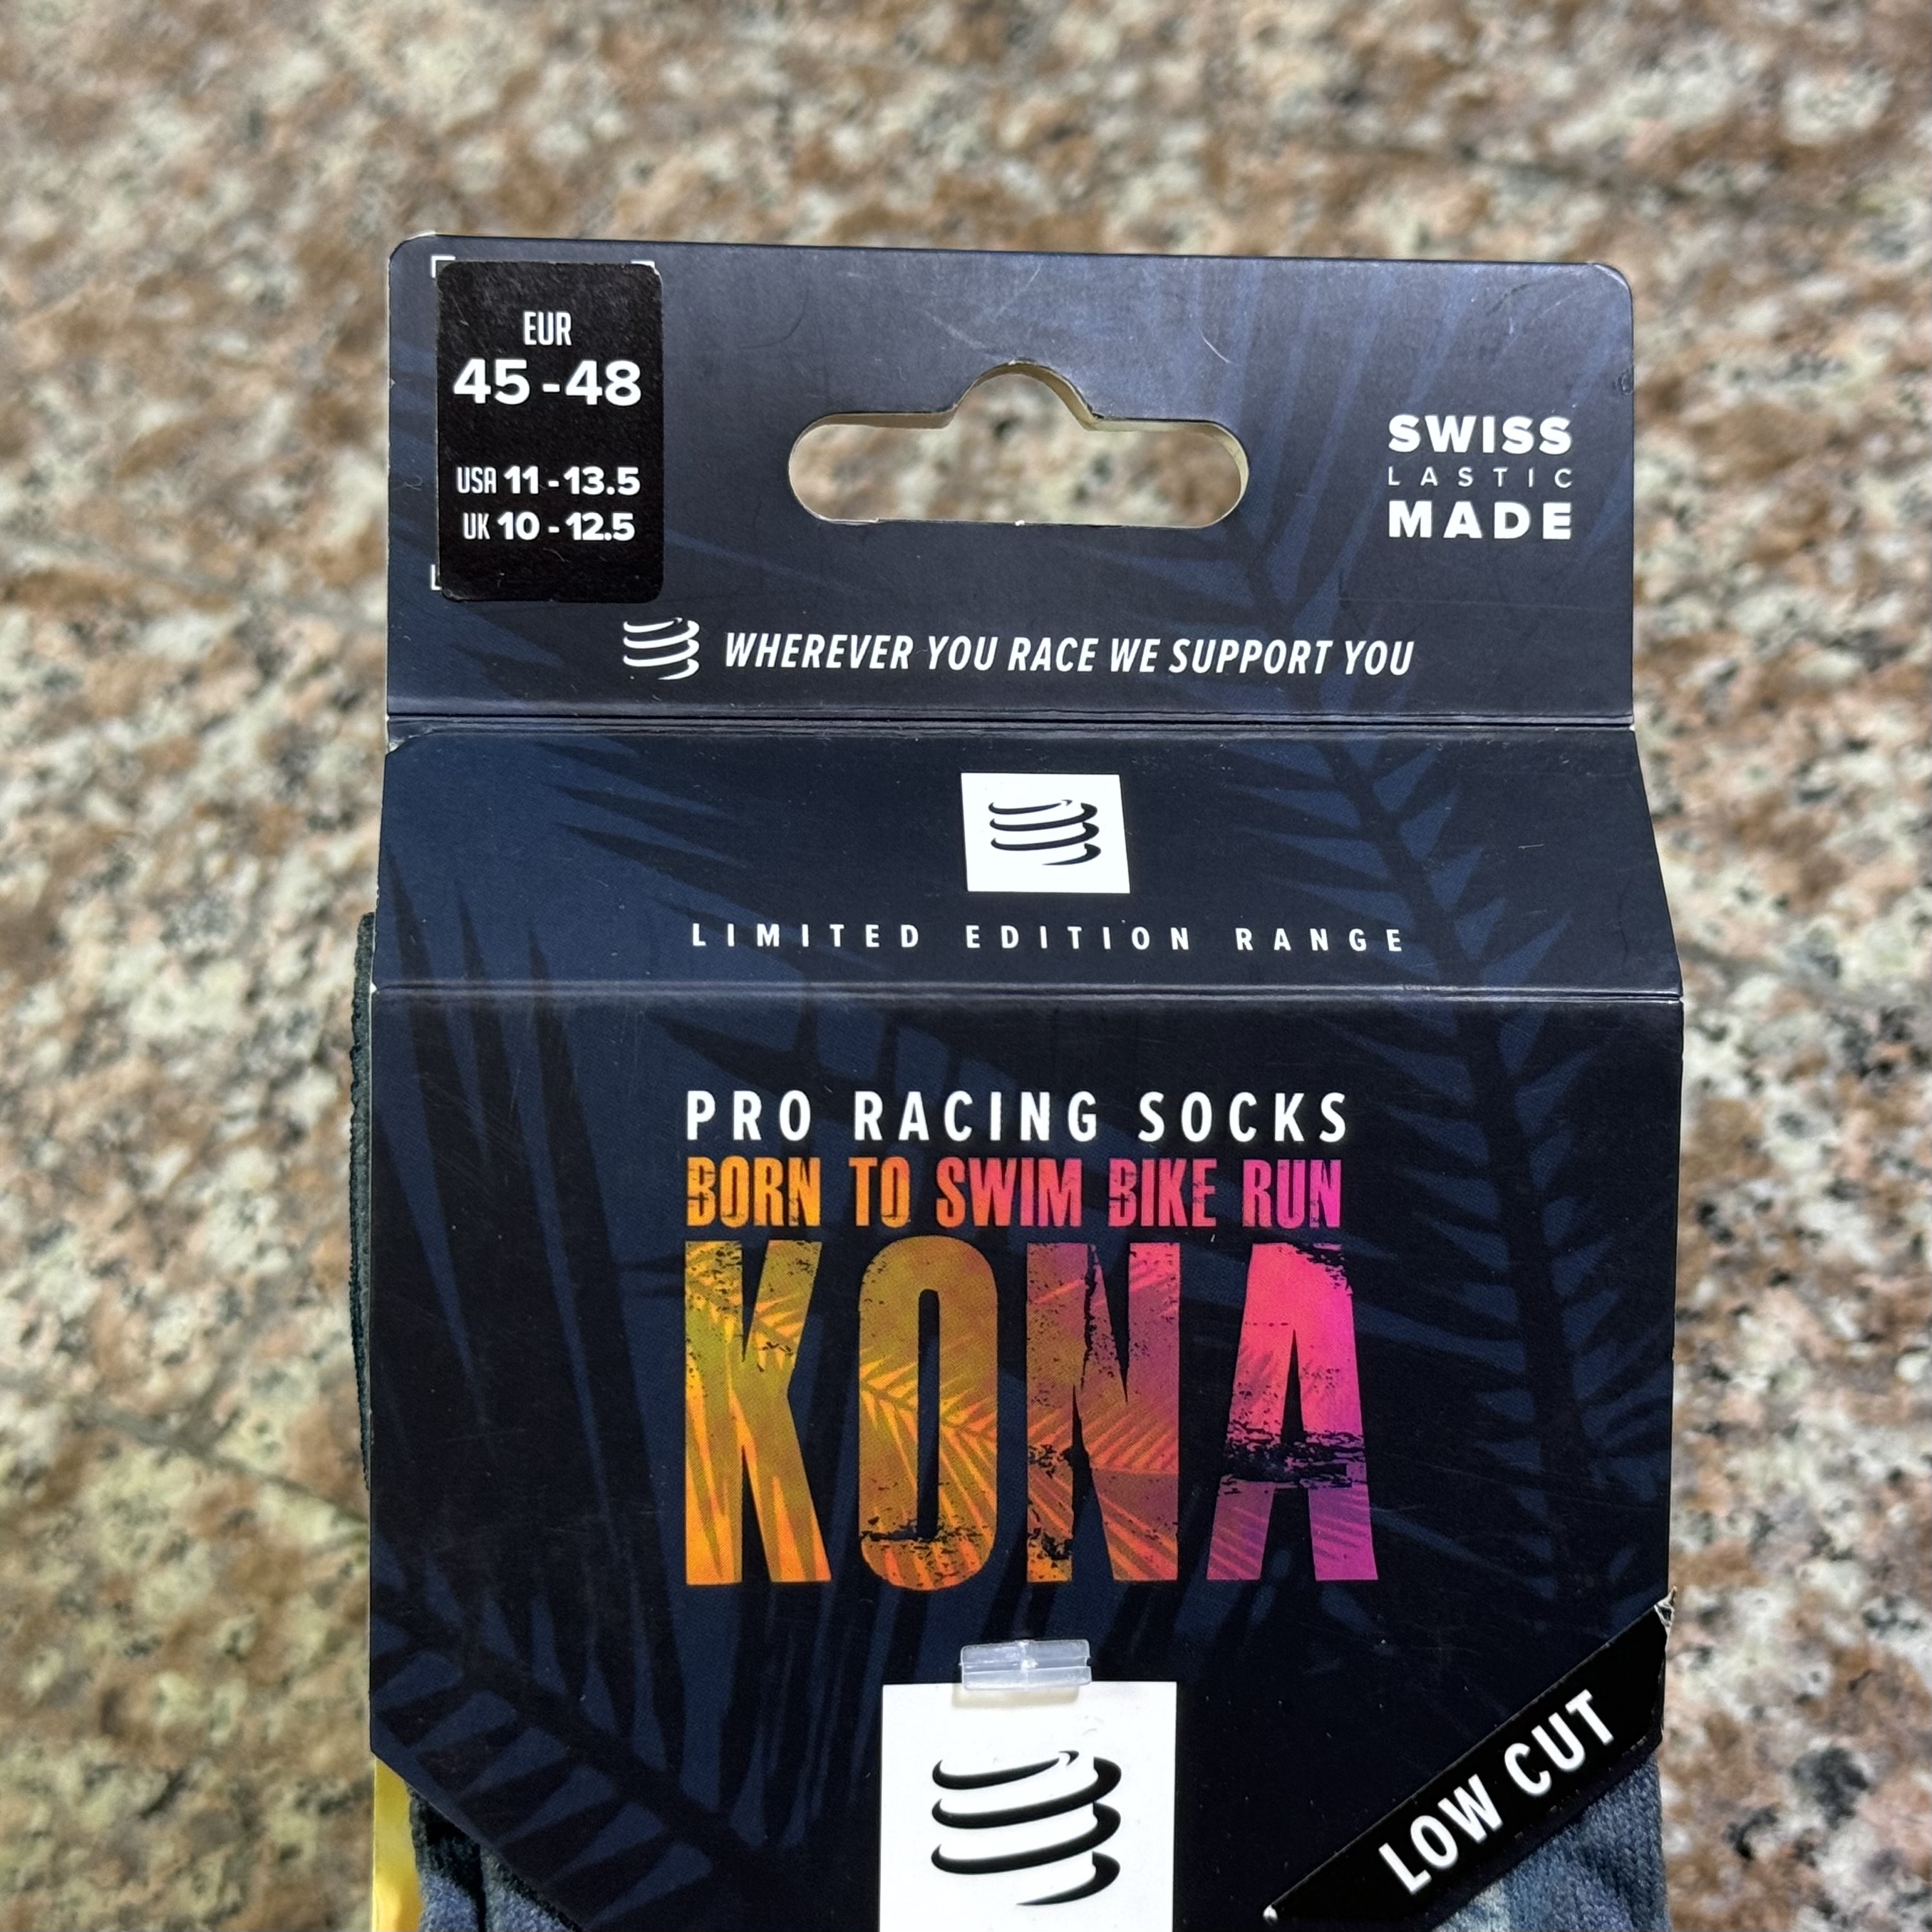 EUR
45-48
USA 11-13.5
UK 10 - 12.5
SWISS
LASTIC
MADE
WHEREVER YOU RACE WE SUPPORT YOU
LIMITED EDITION RANGE
PRO RACING SOCKS
BORN TO SWIM BIKE RUN
KONA
LOW CUT